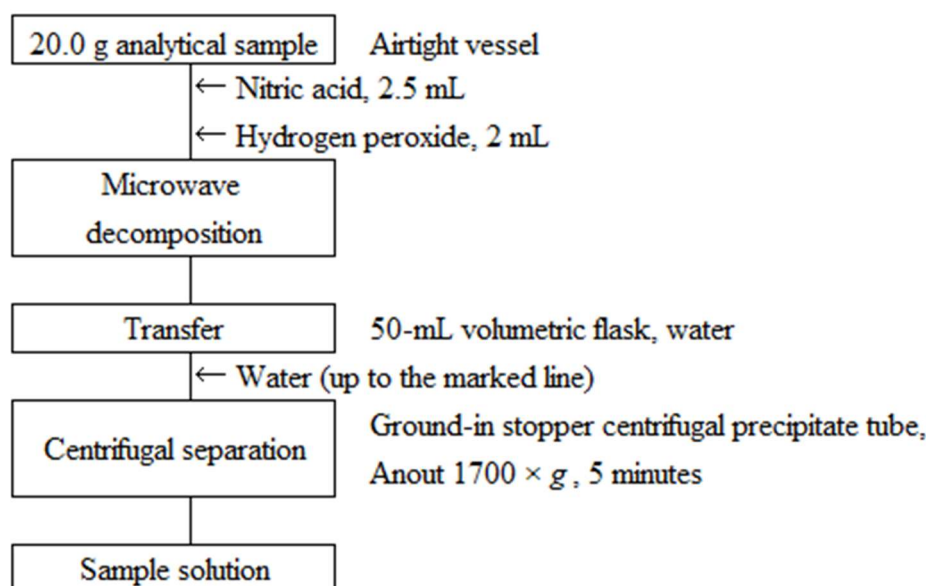 20.0 g analytical sample Airtight vessel
← Nitric acid, 2.5 mL
← Hydrogen peroxide, 2 mL
Microwave
decomposition
Transfer 50-mL volumetric flask, water
← Water (up to the marked line)
Centrifugal separation
Ground-in stopper centrifugal precipitate tube,
Anout 1700 × g , 5 minutes
Sample solution